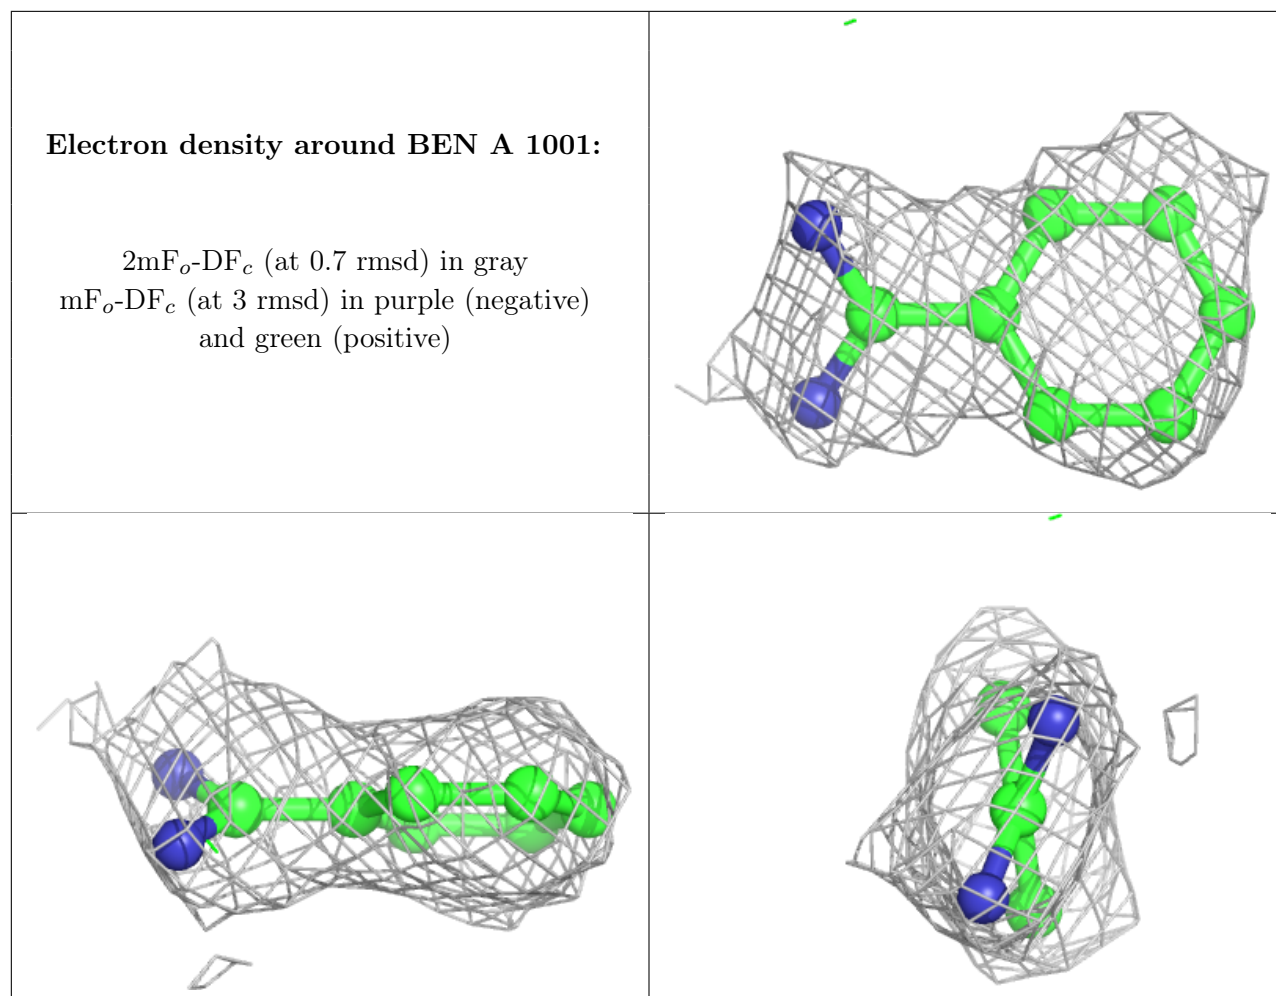 Electron density around BEN A 1001:
2mFo-DFc (at 0.7 rmsd) in gray
mFo-DFc (at 3 rmsd) in purple (negative)
and green (positive)